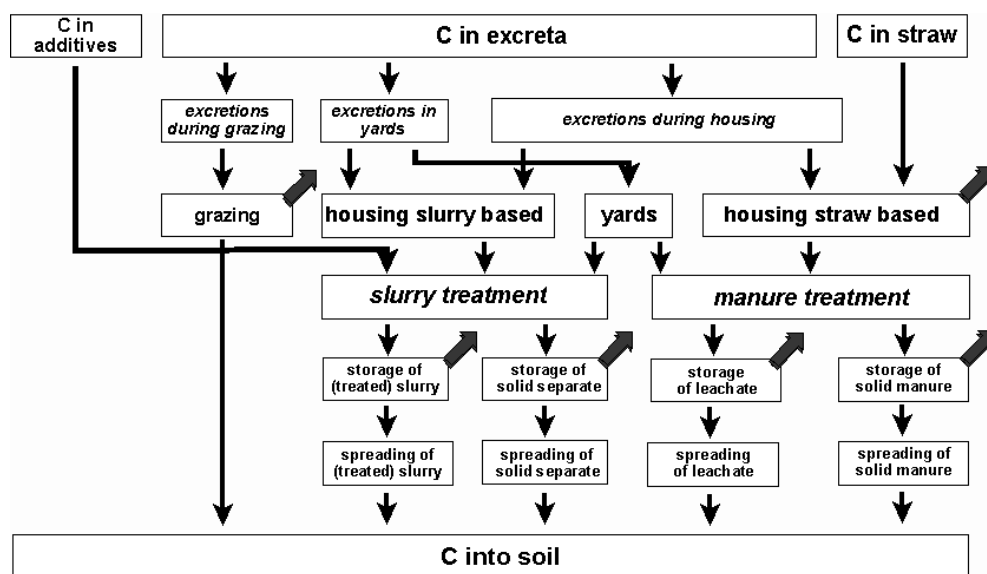 C in
additives
C in excreta
C in straw
excretions
during grazing
excretions in
yards
excretions during housing
grazing
housing slurry based
yards
housing straw based
slurry treatment
manure treatment
storage of
(treated) slurry
storage of
solid separate
storage
of leachate
storage of
solid manure
spreading of
(treated) slurry
spreading of
solid separate
spreading
of leachate
spreading of
solid manure
C into soil